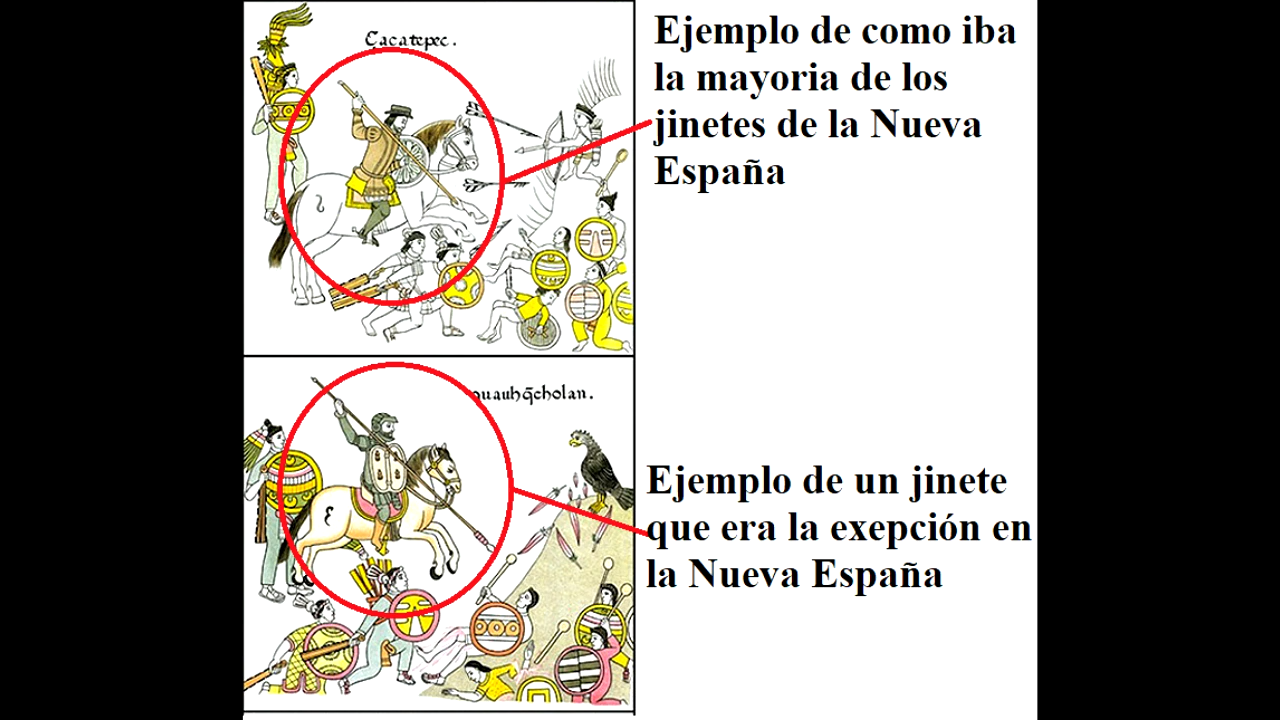 Çacatepec.
Ejemplo de como iba
la mayoria de los
jinetes de la Nueva
España
Ejemplo de un jinete
que era la exepción en
la Nueva España